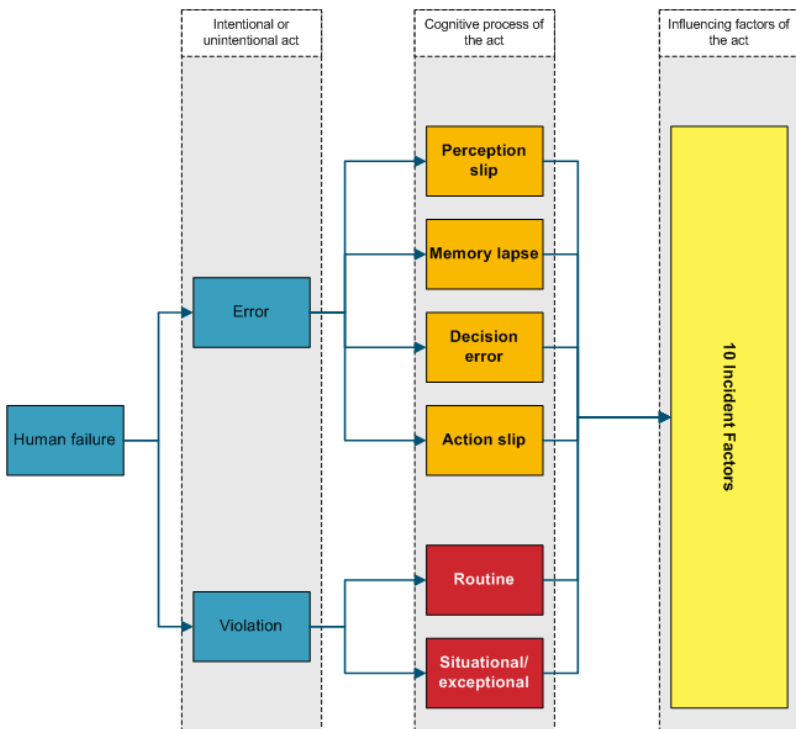 Intentional or
unintentional act
Cognitive process of
the act
Influencing factors of
the act
Perception
slip
Memory lapse
Error
Decision
error
10 Incident Factors
Human failure
Action slip
Routine
Violation
Situational/
exceptional